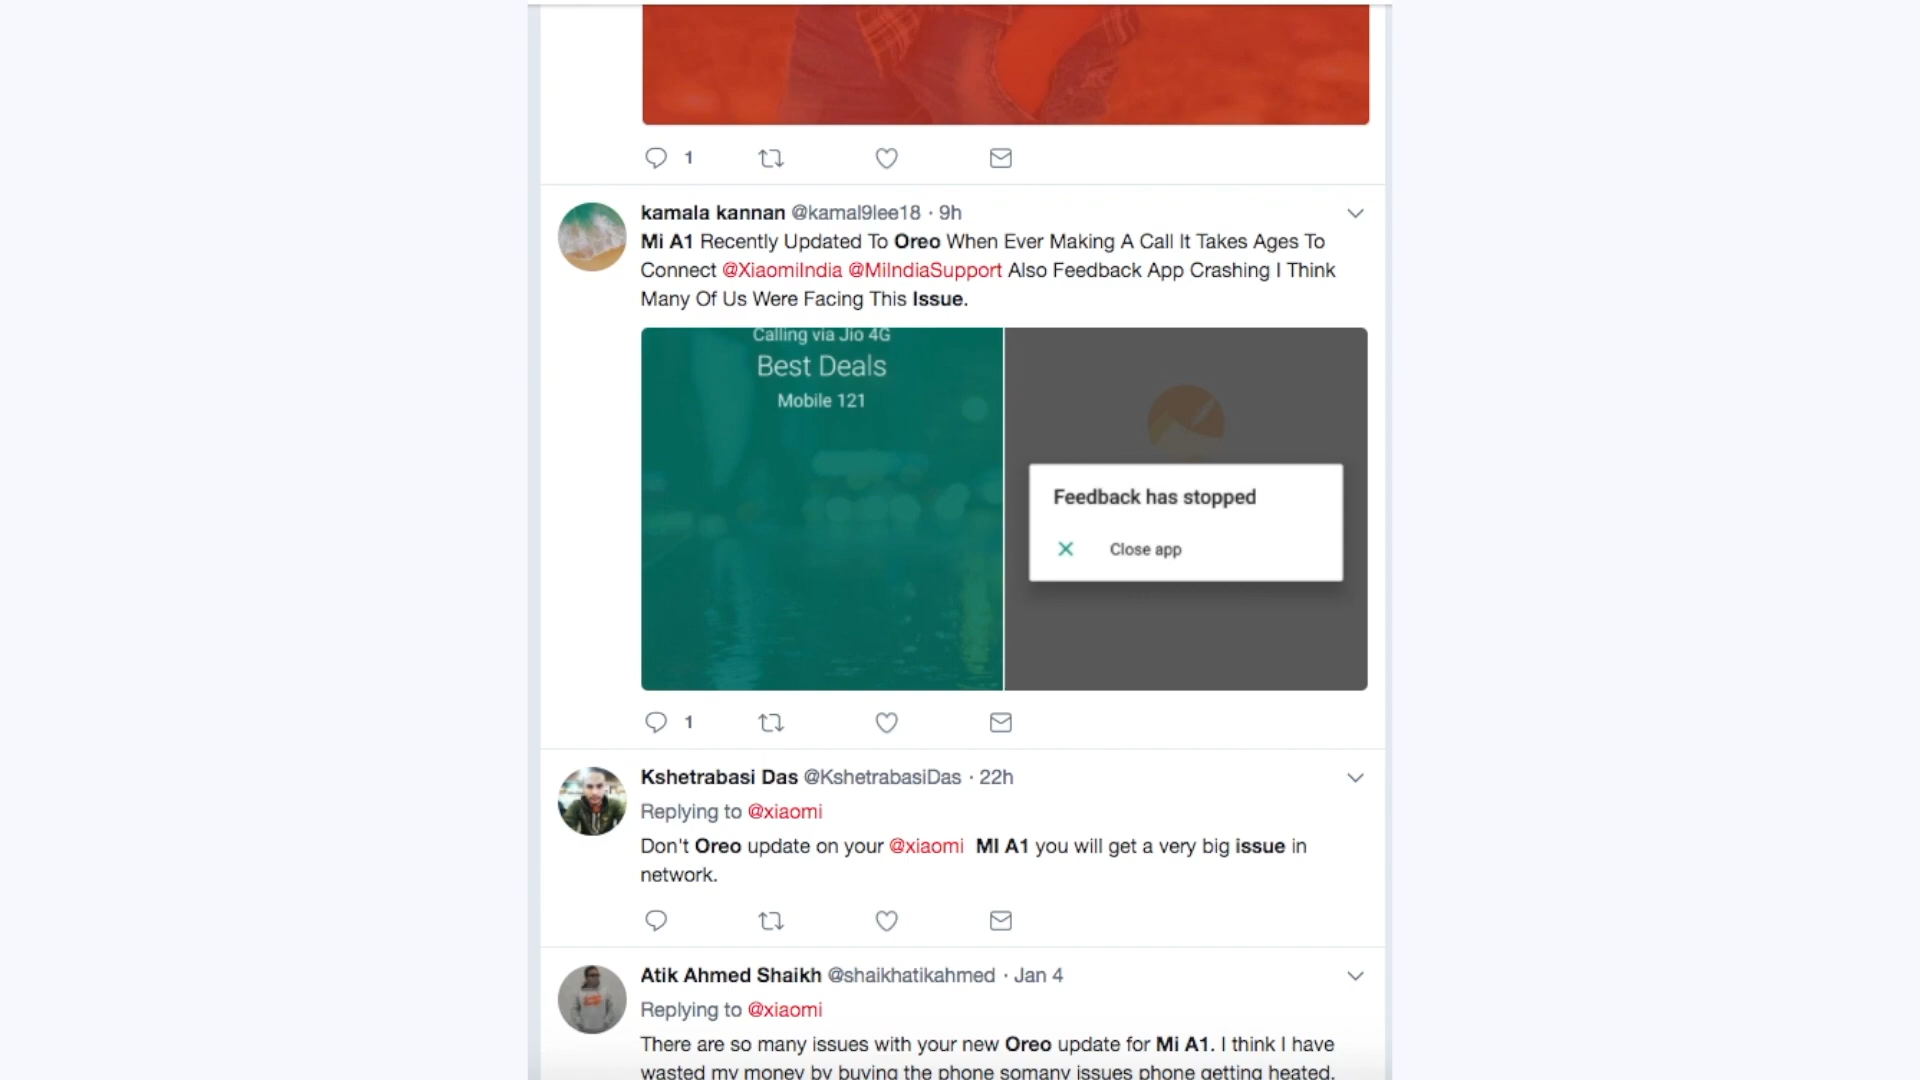 1
kamala kannan @kamal9lee18 · 9h
Mi A1 Recently Updated To Oreo When Ever Making A Call It Takes Ages To
Connect @XiaomiIndia @MiIndiaSupport Also Feedback App Crashing I Think
Many Of Us Were Facing This Issue.
Calling via Jio 4G
Best Deals
Mobile 121
Feedback has stopped
Close app
1
Kshetrabasi Das @KshetrabasiDas · 22h
Replying to @xiaomi
Don't Oreo update on your @xiaomi MI A1 you will get a very big issue in
network.
Atik Ahmed Shaikh @shaikhatikahmed · Jan 4
Replying to @xiaomi
There are so many issues with your new Oreo update for Mi A1. I think I have
wasted my money by buying the phone somany issues phone getting heated.